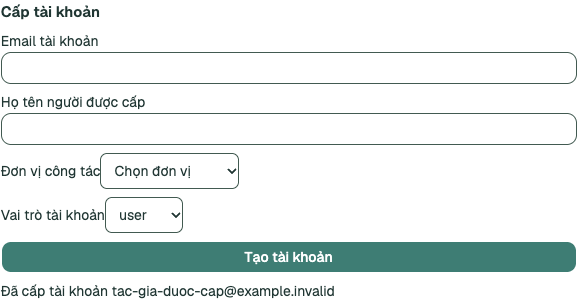 Cấp tài khoản
Email tài khoản
Họ tên người được cấp
Đơn vị công tác Chọn đơn vị
Vai trò tài khoản user
Tạo tài khoản
Đã cấp tài khoản tac-gia-duoc-cap@example.invalid